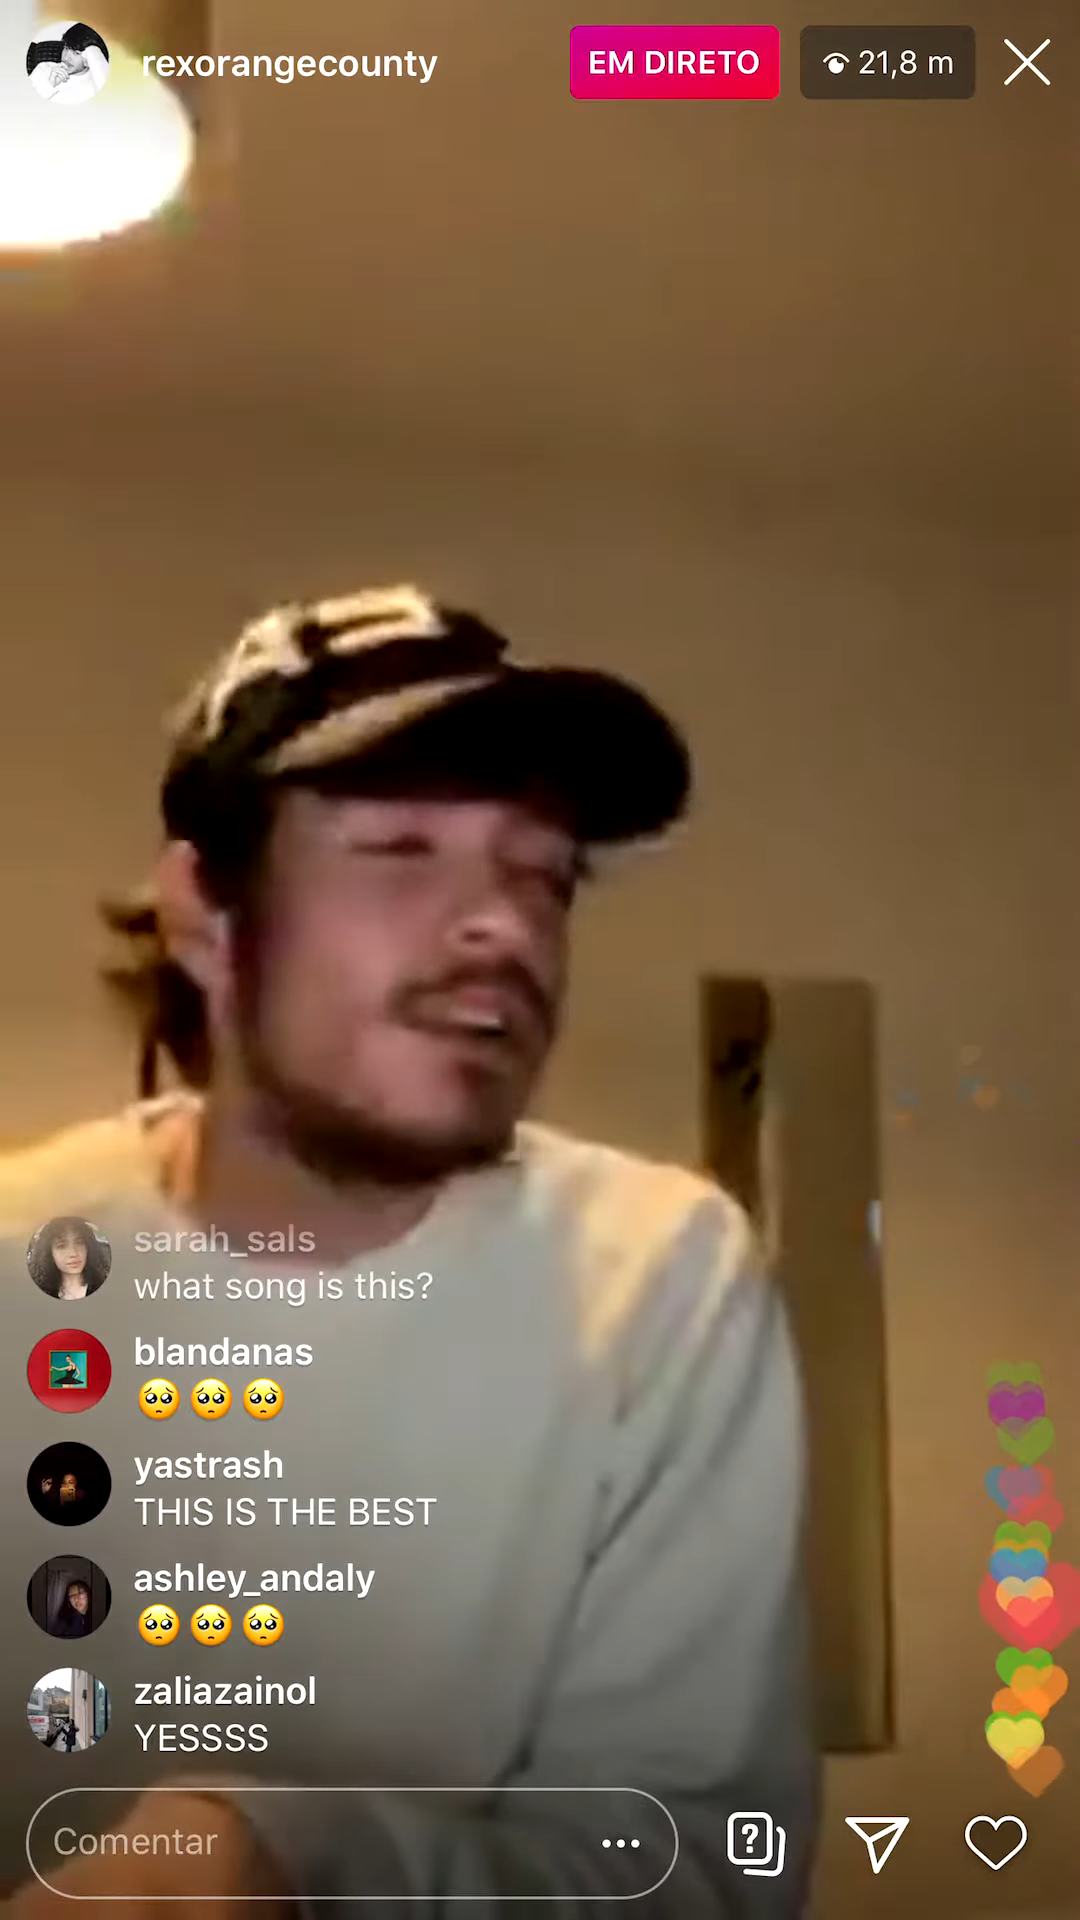 rexorangecounty
EM DIRETO
21,8 m
sarah_sals
what song is this?
blandanas
🥺🥺🥺
yastrash
THIS IS THE BEST
ashley_andaly
🥺🥺🥺
zaliazainol
YESSSS
Comentar